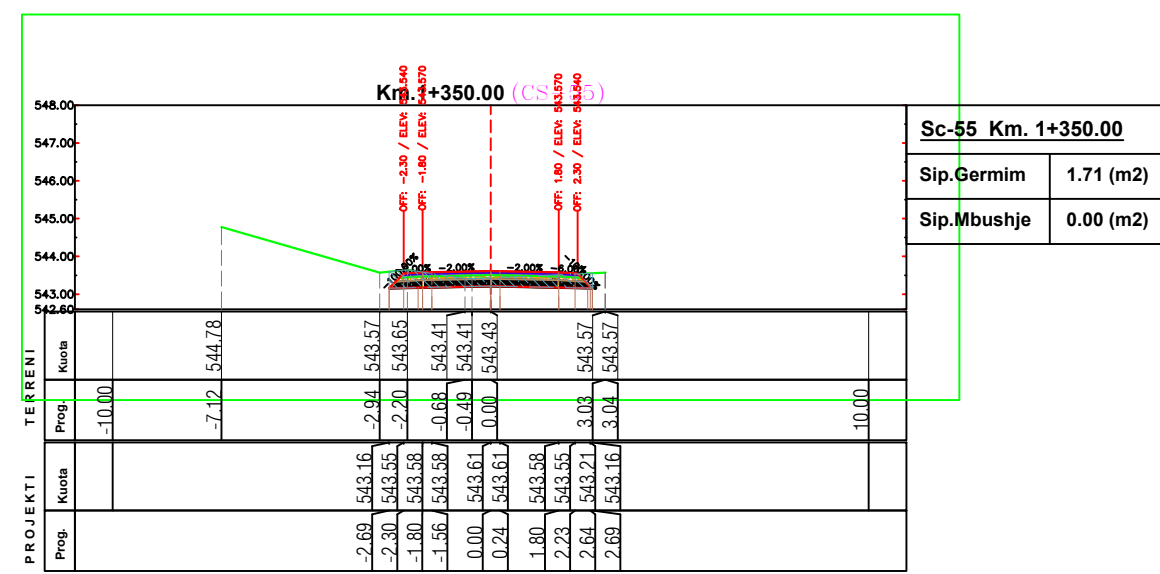 Km. 1+350.00 (CS-55)
OFF: -2.30 / ELEV: 543.540
OFF: -1.80 / ELEV: 543.570
OFF: 1.80 / ELEV: 543.570
OFF: 2.30 / ELEV: 543.540
548.00
547.00
546.00
545.00
544.00
543.00
542.60
-2.00% -2.00% -6.00%
Sc-55 Km. 1+350.00
Sip.Germim 1.71 (m2)
Sip.Mbushje 0.00 (m2)
TERRENI
Kuota 544.78 543.57 543.65 543.41 543.41 543.43 543.57 543.57
Prog. -10.00 -7.12 -2.94 -2.20 -0.68 -0.49 0.00 3.03 3.04 10.00
PROJEKTI
Kuota 543.16 543.55 543.58 543.58 543.61 543.61 543.58 543.55 543.21 543.16
Prog. -2.69 -2.30 -1.80 -1.56 0.00 0.24 1.80 2.23 2.64 2.69